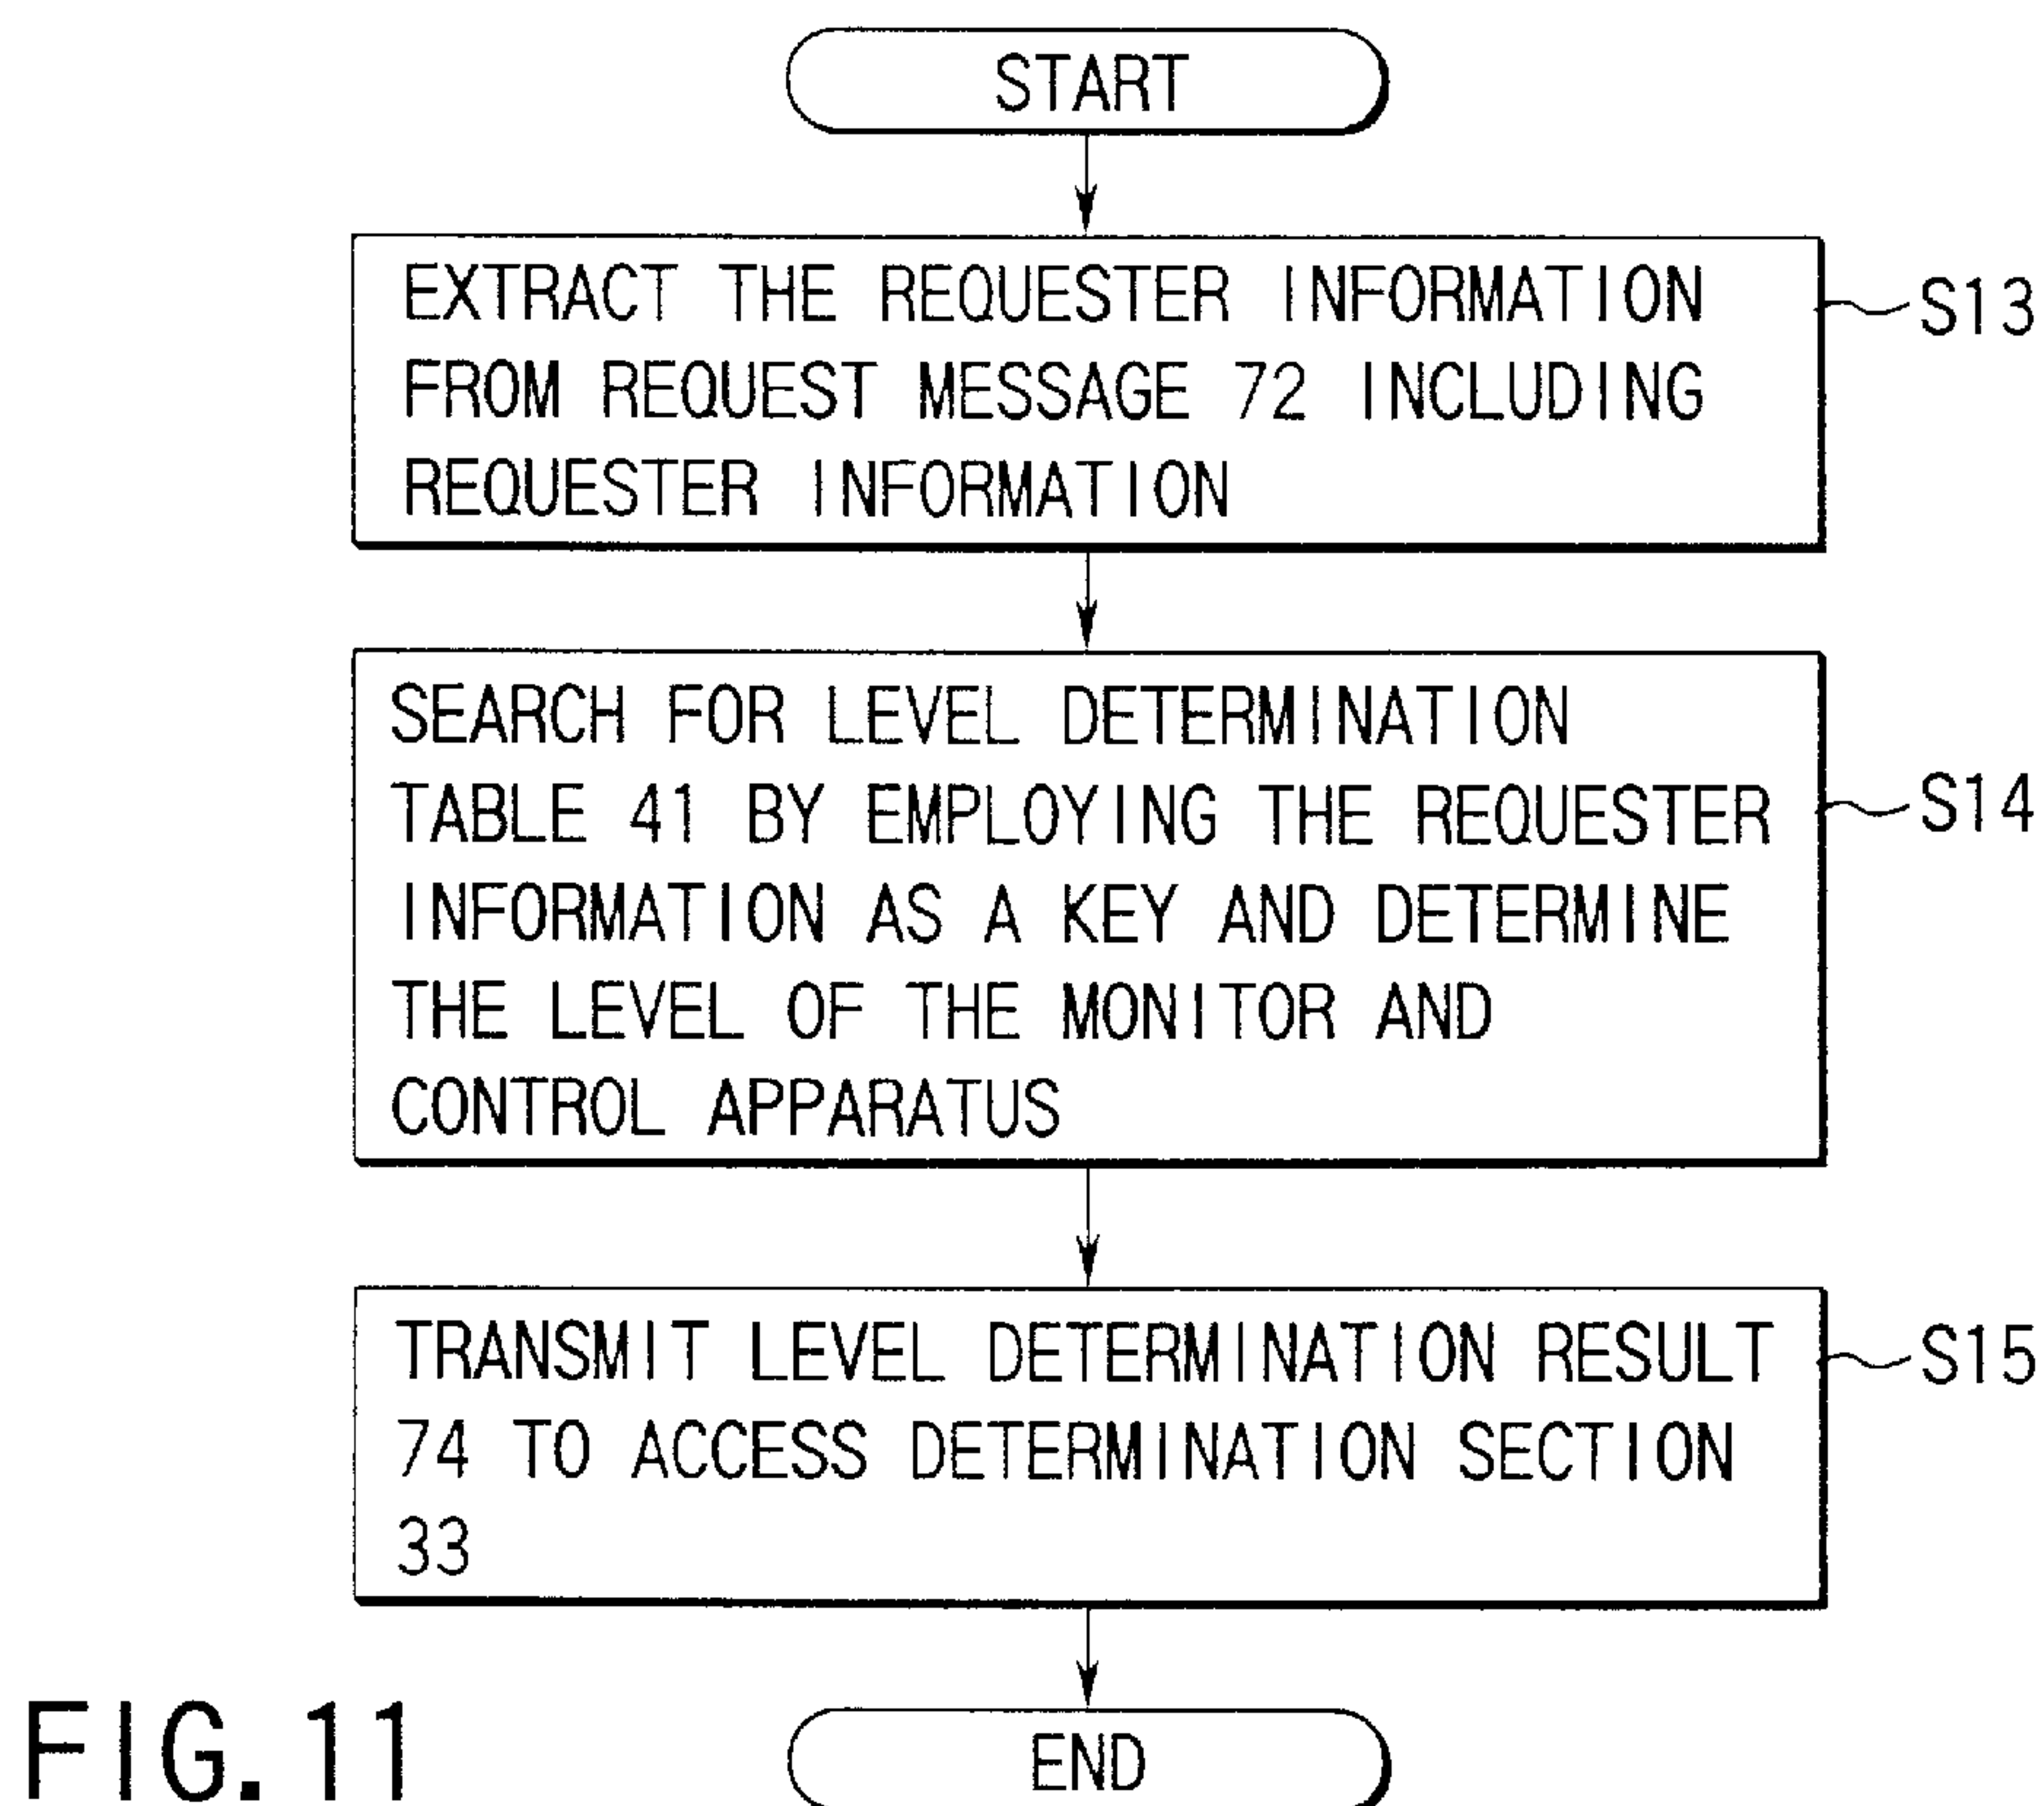 START
EXTRACT THE REQUESTER INFORMATION
FROM REQUEST MESSAGE 72 INCLUDING
REQUESTER INFORMATION
S13
SEARCH FOR LEVEL DETERMINATION
TABLE 41 BY EMPLOYING THE REQUESTER
INFORMATION AS A KEY AND DETERMINE
THE LEVEL OF THE MONITOR AND
CONTROL APPARATUS
S14
TRANSMIT LEVEL DETERMINATION RESULT
74 TO ACCESS DETERMINATION SECTION
33
S15
END
FIG.11